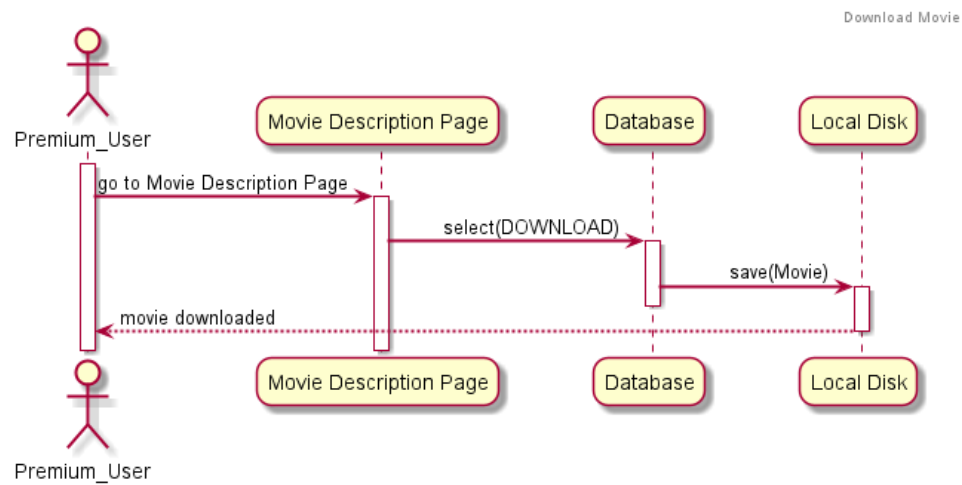 Download Movie
Premium_User
Movie Description Page
Database
Local Disk
go to Movie Description Page
select(DOWNLOAD)
save(Movie)
movie downloaded
Movie Description Page
Database
Local Disk
Premium_User